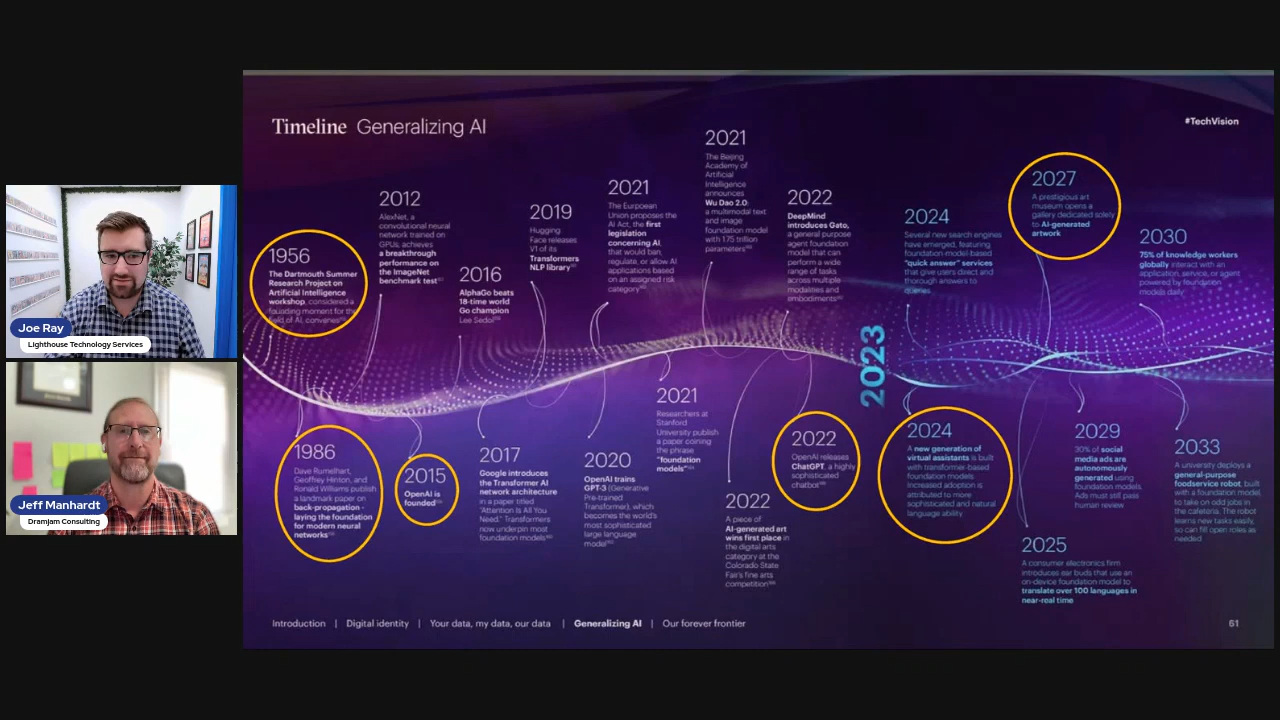 Timeline Generalizing AI
#TechVision
1956
The Dartmouth Summer
Research Project on
Artificial Intelligence
workshop, considered a
founding moment for the
field of AI, convenes
2012
AlexNet, a
convolutional neural
network trained on
GPUs, achieves
a breakthrough
performance on
the ImageNet
benchmark test
2016
AlphaGo beats
18-time world
Go champion
Lee Sedol
2019
Hugging
Face releases
V1 of its
Transformers
NLP library
2021
The Eurpoean
Union proposes the
AI Act, the first
legislation
concerning AI,
that would ban,
regulate, or allow AI
applications based
on an assigned risk
category
2021
The Beijing
Academy of
Artificial
Intelligence
announces
Wu Dao 2.0:
a multimodal text
and image
foundation model
with 1.75 trillion
parameters
2022
DeepMind
introduces Gato,
a general purpose
agent foundation
model that can
perform a wide
range of tasks
across multiple
modalities and
embodiments
2023
2024
Several new search engines
have emerged, featuring
foundation-model-based
"quick answer" services
that give users direct and
thorough answers to
queries
2027
A prestigious art
museum opens a
gallery dedicated solely
to AI-generated
artwork
2030
75% of knowledge workers
globally interact with an
application, service, or agent
powered by foundation
models daily
1986
Dave Rumelhart,
Geoffrey Hinton, and
Ronald Williams publish
a landmark paper on
back-propagation -
laying the foundation
for modern neural
networks
2015
OpenAI is
founded
2017
Google introduces
the Transformer AI
network architecture
in a paper titled
"Attention Is All You
Need." Transformers
now underpin most
foundation models
2020
OpenAI trains
GPT-3 (Generative
Pre-trained
Transformer), which
becomes the world's
most sophisticated
large language
model
2021
Researchers at
Stanford
University publish
a paper coining
the phrase
"foundation
models"
2022
A piece of
AI-generated art
wins first place in
the digital arts
category at the
Colorado State
Fair's fine arts
competition
2022
OpenAI releases
ChatGPT, a highly
sophisticated
chatbot
2024
A new generation of
virtual assistants is built
with transformer-based
foundation models.
Increased adoption is
attributed to more
sophisticated and natural
language ability
2025
A consumer electronics firm
introduces ear buds that use an
on-device foundation model to
translate over 100 languages in
near-real time
2029
30% of social
media ads are
autonomously
generated using
foundation models.
Ads must still pass
human review
2033
A university deploys a
general-purpose
foodservice robot, built
with a foundation model,
to take on odd jobs in
the cafeteria. The robot
learns new tasks easily,
so can fill open roles as
needed
Introduction | Digital identity | Your data, my data, our data | Generalizing AI | Our forever frontier
61
Joe Ray
Lighthouse Technology Services
Jeff Manhardt
Dramjam Consulting